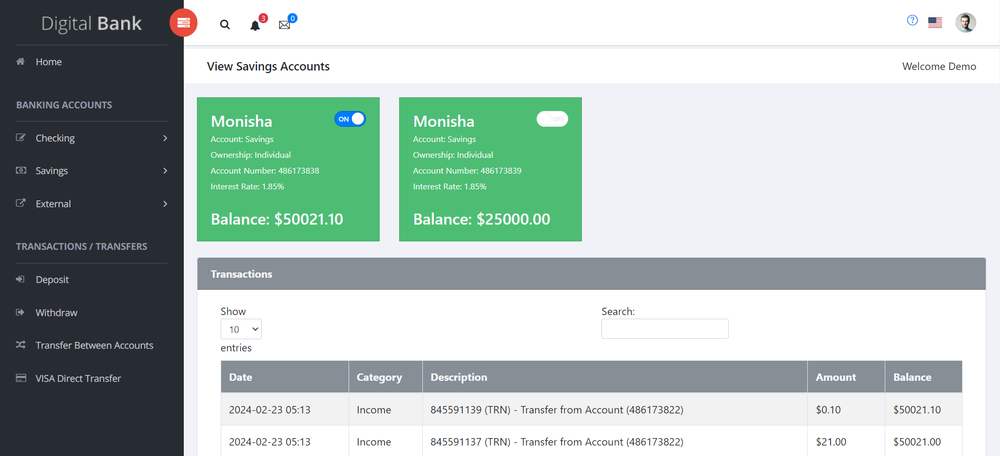 Digital Bank
3
0
Home
View Savings Accounts
Welcome Demo
BANKING ACCOUNTS
Checking
Savings
External
TRANSACTIONS / TRANSFERS
Deposit
Withdraw
Transfer Between Accounts
VISA Direct Transfer
Monisha
ON
Account: Savings
Ownership: Individual
Account Number: 486173838
Interest Rate: 1.85%
Balance: $50021.10
Monisha
OFF
Account: Savings
Ownership: Individual
Account Number: 486173839
Interest Rate: 1.85%
Balance: $25000.00
Transactions
Show
10
entries
Search:
Date Category Description Amount Balance
2024-02-23 05:13 Income 845591139 (TRN) - Transfer from Account (486173822) $0.10 $50021.10
2024-02-23 05:13 Income 845591137 (TRN) - Transfer from Account (486173822) $21.00 $50021.00